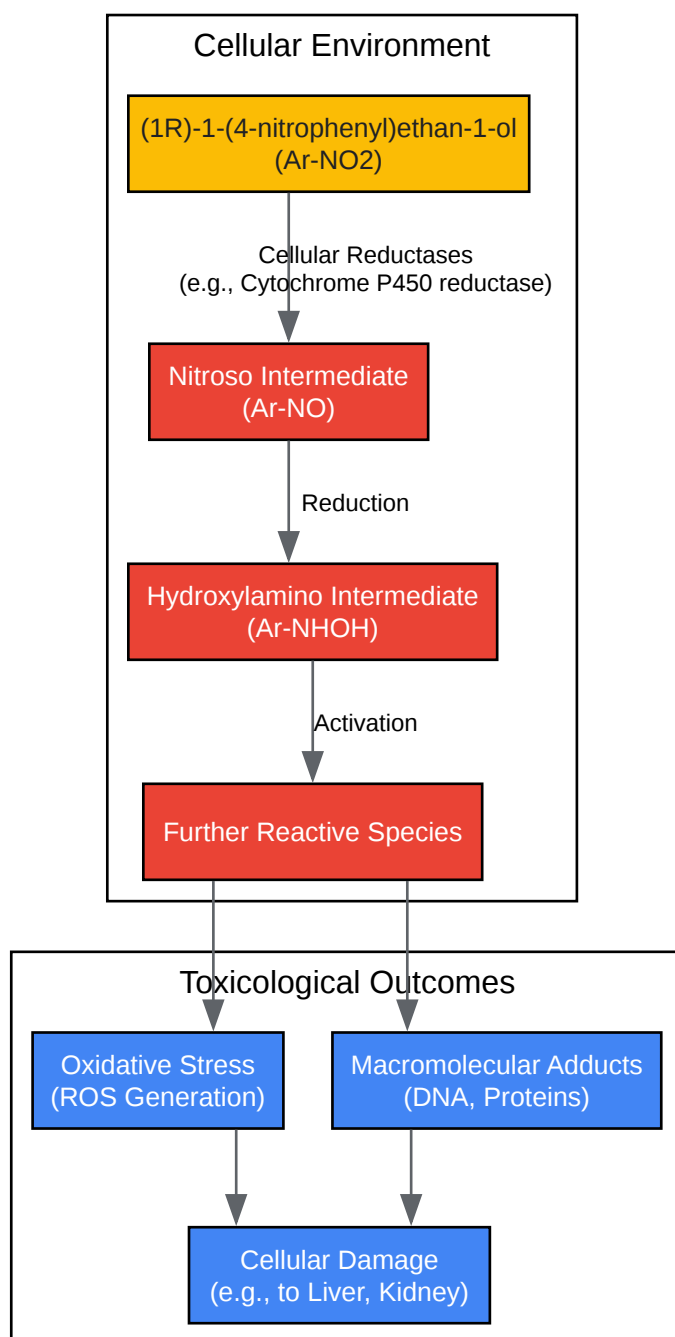 Cellular Environment
(1R)-1-(4-nitrophenyl)ethan-1-ol
(Ar-NO2)
Cellular Reductases
(e.g., Cytochrome P450 reductase)
Nitroso Intermediate
(Ar-NO)
Reduction
Hydroxylamino Intermediate
(Ar-NHOH)
Activation
Further Reactive Species
Toxicological Outcomes
Oxidative Stress
(ROS Generation)
Macromolecular Adducts
(DNA, Proteins)
Cellular Damage
(e.g., to Liver, Kidney)